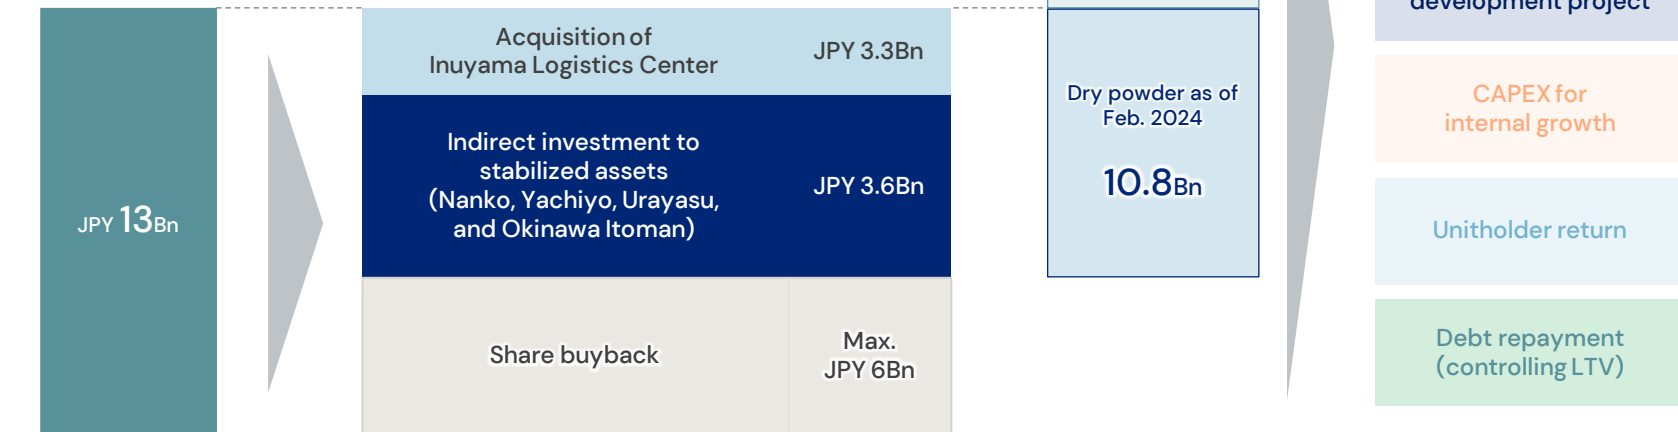 JPY 13Bn
Acquisition of
Inuyama Logistics Center
JPY 3.3Bn
Indirect investment to
stabilized assets
(Nanko, Yachiyo, Urayasu,
and Okinawa Itoman)
JPY 3.6Bn
Share buyback
Max.
JPY 6Bn
Dry powder as of
Feb. 2024
10.8Bn
development project
CAPEX for
internal growth
Unitholder return
Debt repayment
(controlling LTV)